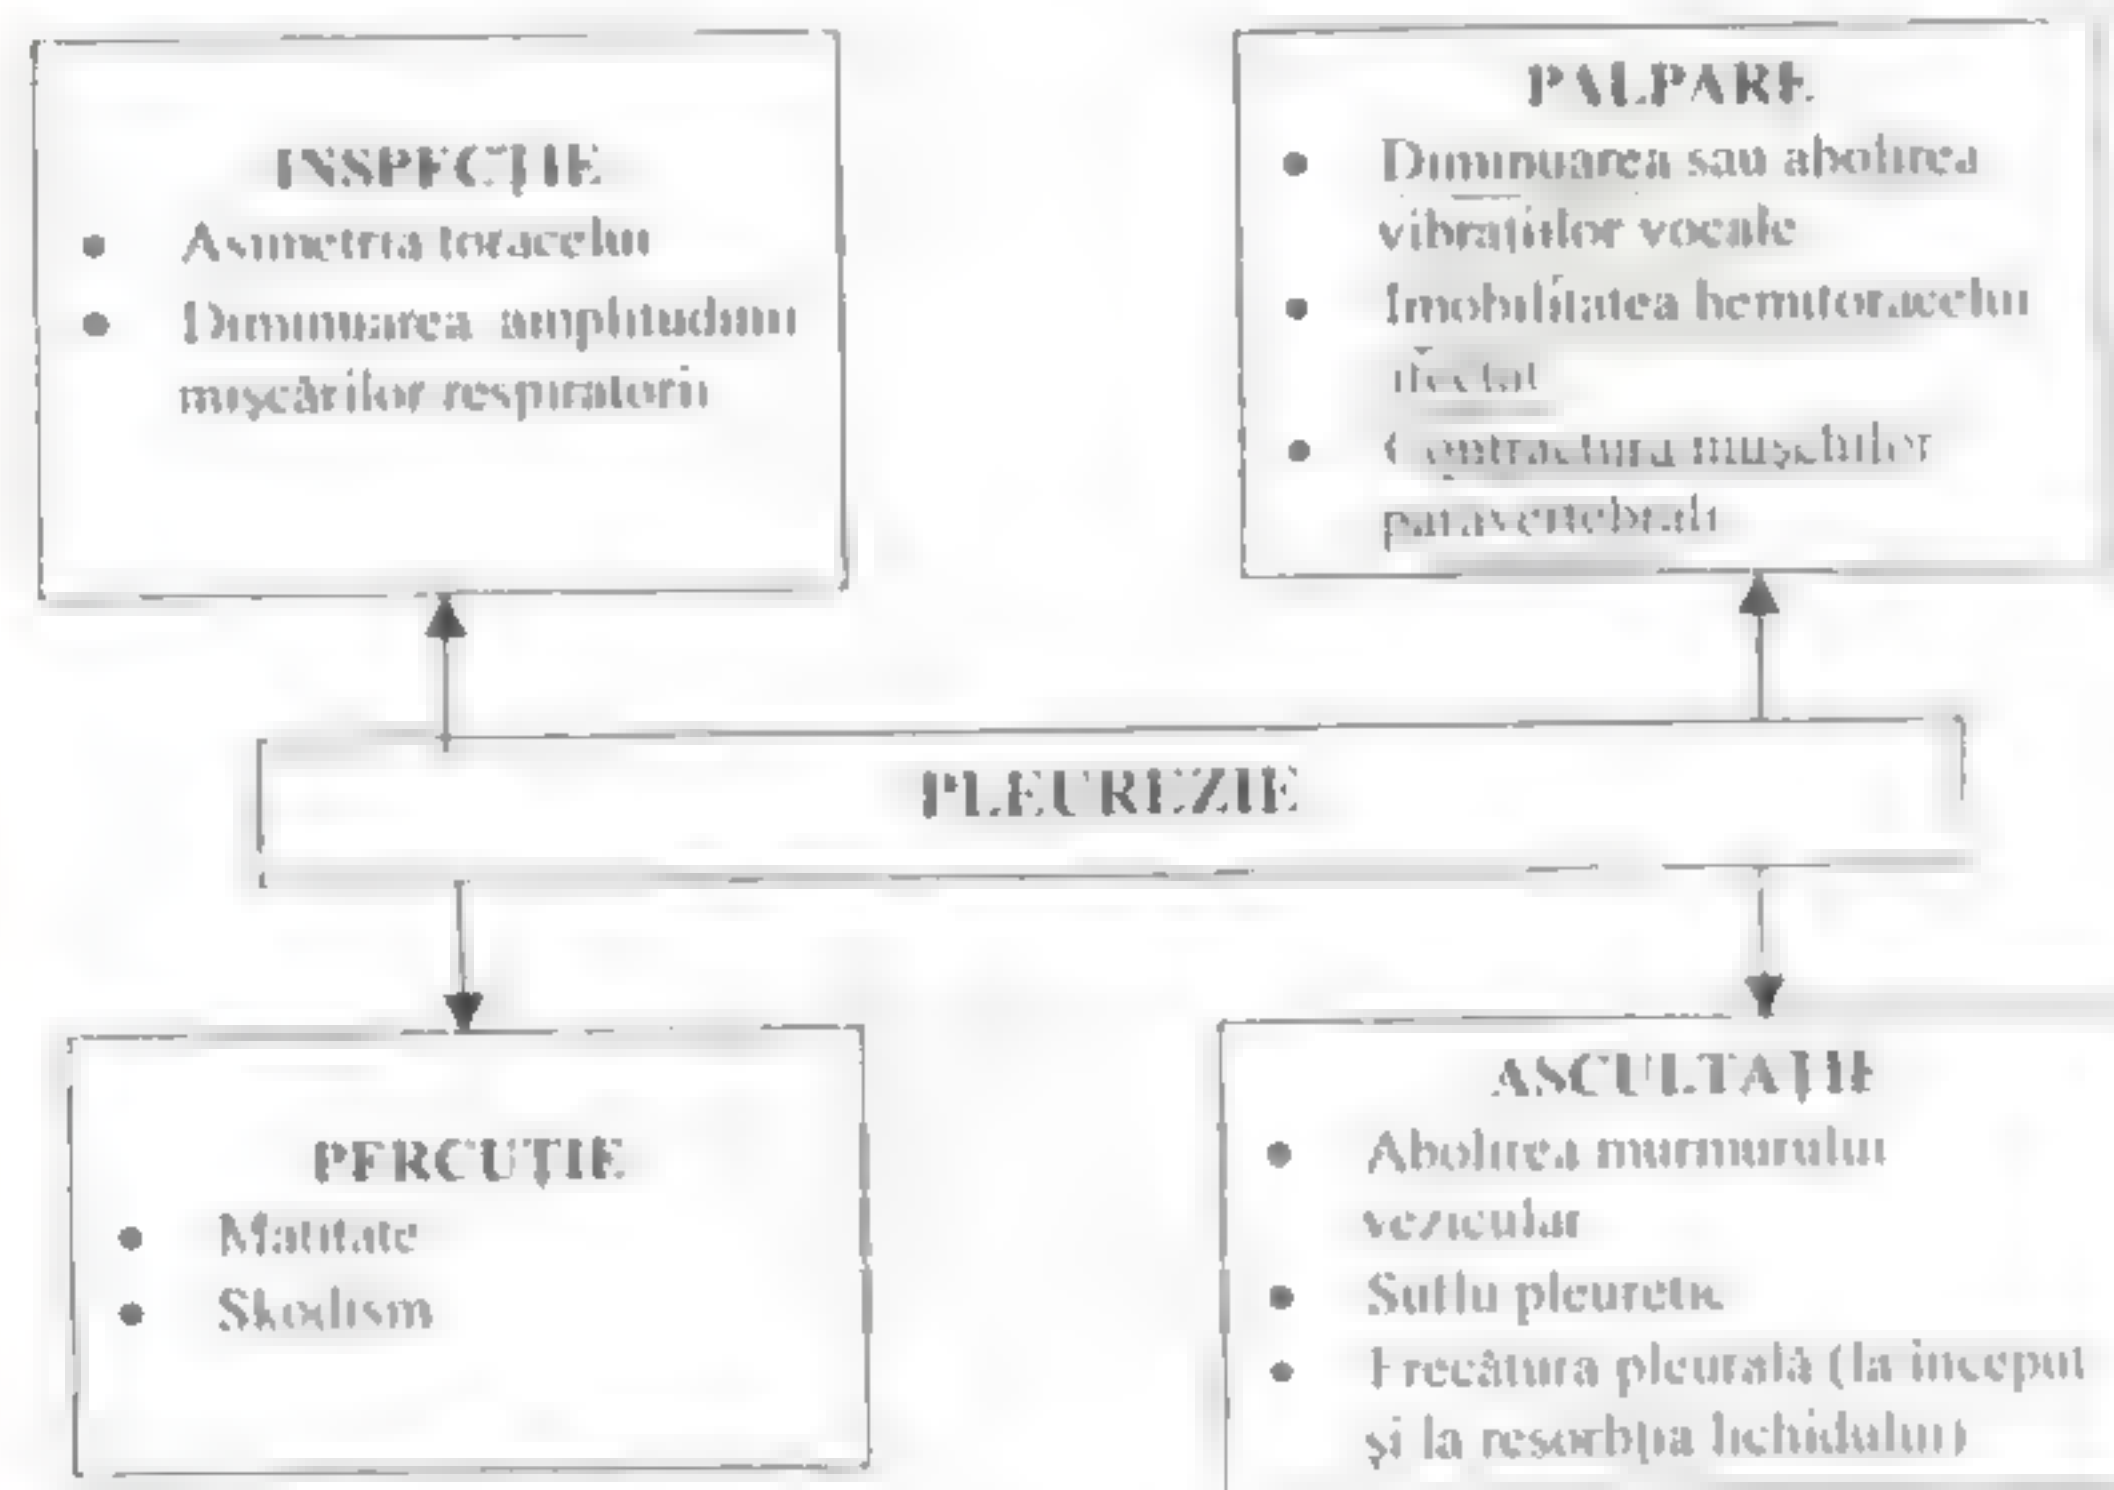 INSPECȚIE
• Asimetria toracelui
• Diminuarea amplitudinii
mișcărilor respiratorii
PALPARE
• Diminuarea sau abolirea
vibrațiilor vocale
• Imobilitatea hemitoracelui
afectat
• Contractura mușchilor
paravertebrali
PLEUREZIE
PERCUȚIE
• Matitate
• Skodism
ASCULTAȚIE
• Abolirea murmurului
vezicular
• Suflu pleuretic
• Frecătura pleurală (la început
și la resorbția lichidului)